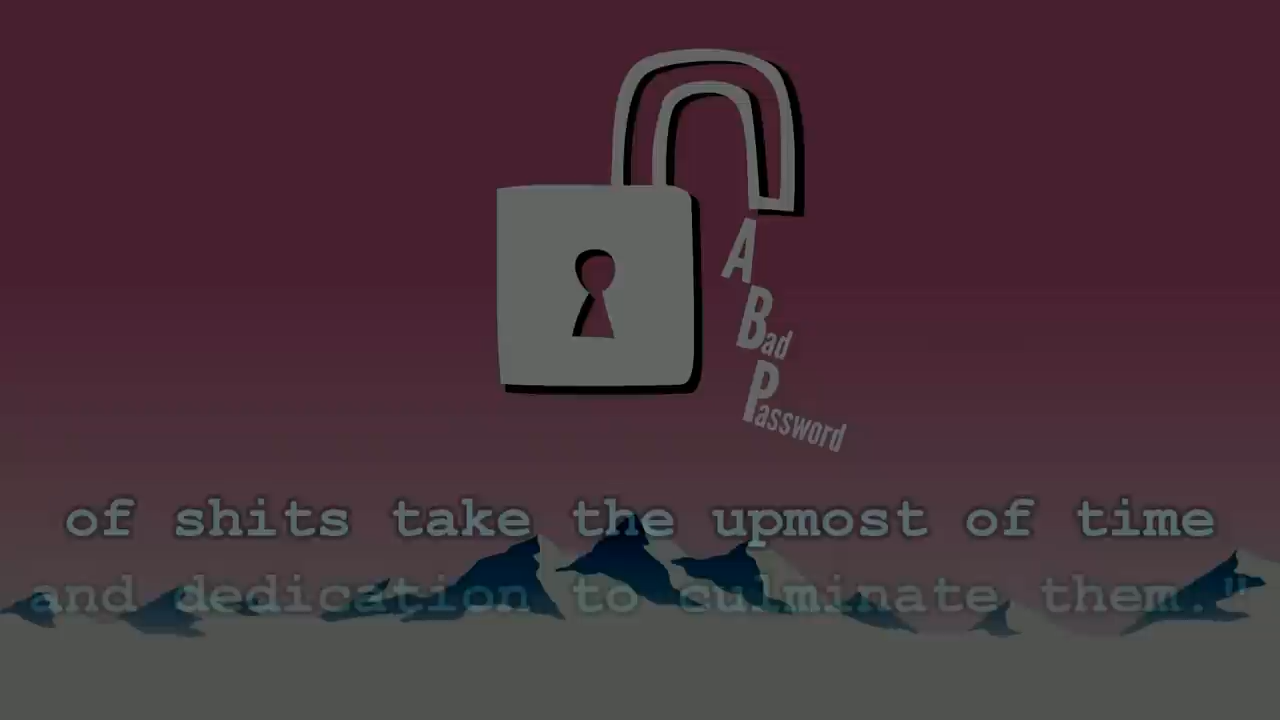 A
Bad
Password
of shits take the upmost of time
and dedication to culminate them."